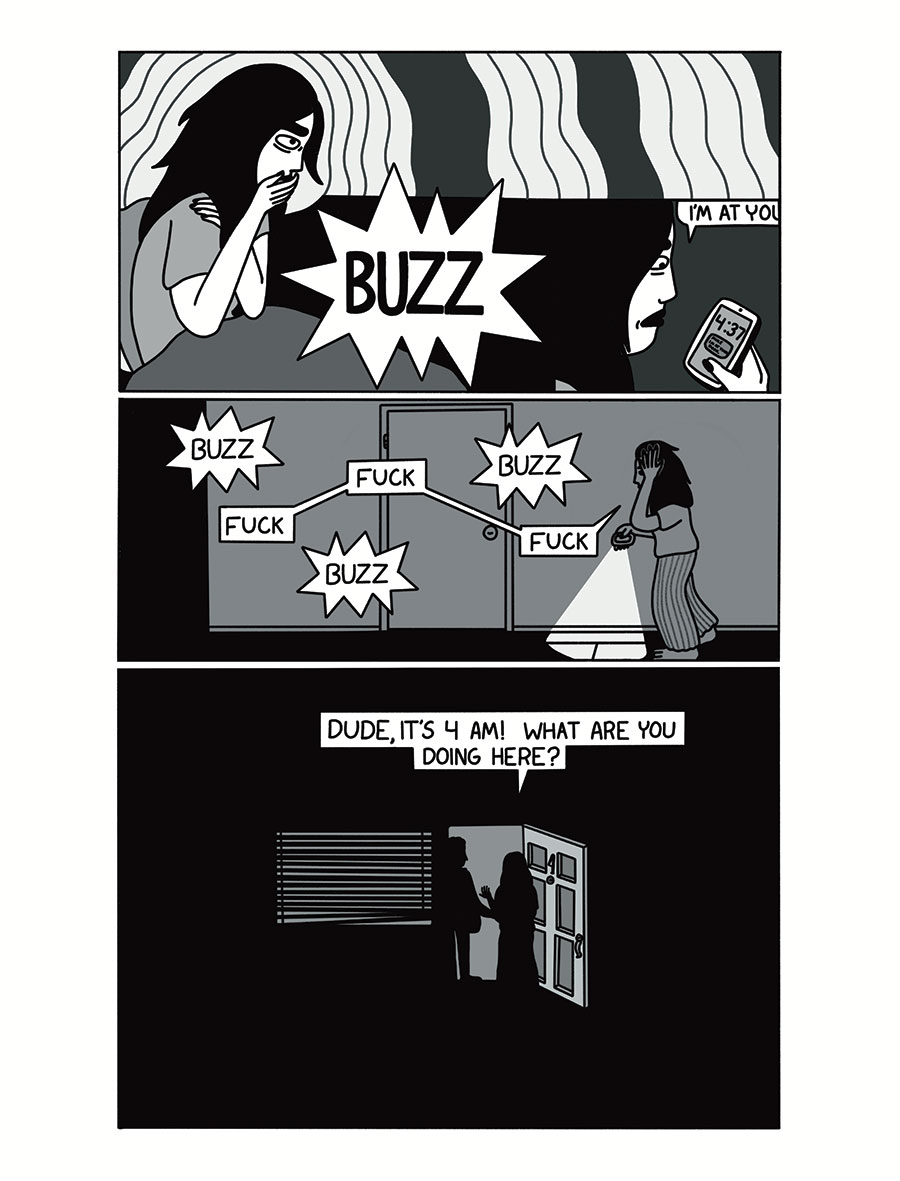 BUZZ
I'M AT YOU
4:37
BUZZ
FUCK
FUCK
BUZZ
FUCK
BUZZ
DUDE, IT'S 4 AM! WHAT ARE YOU
DOING HERE?
4